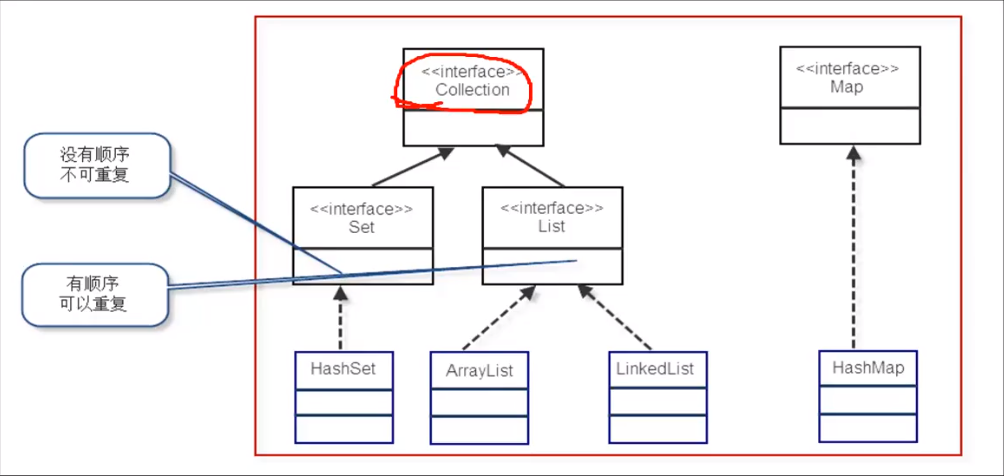 <<interface>>
Collection
<<interface>>
Map
没有顺序
不可重复
<<interface>>
Set
<<interface>>
List
有顺序
可以重复
HashSet
ArrayList
LinkedList
HashMap